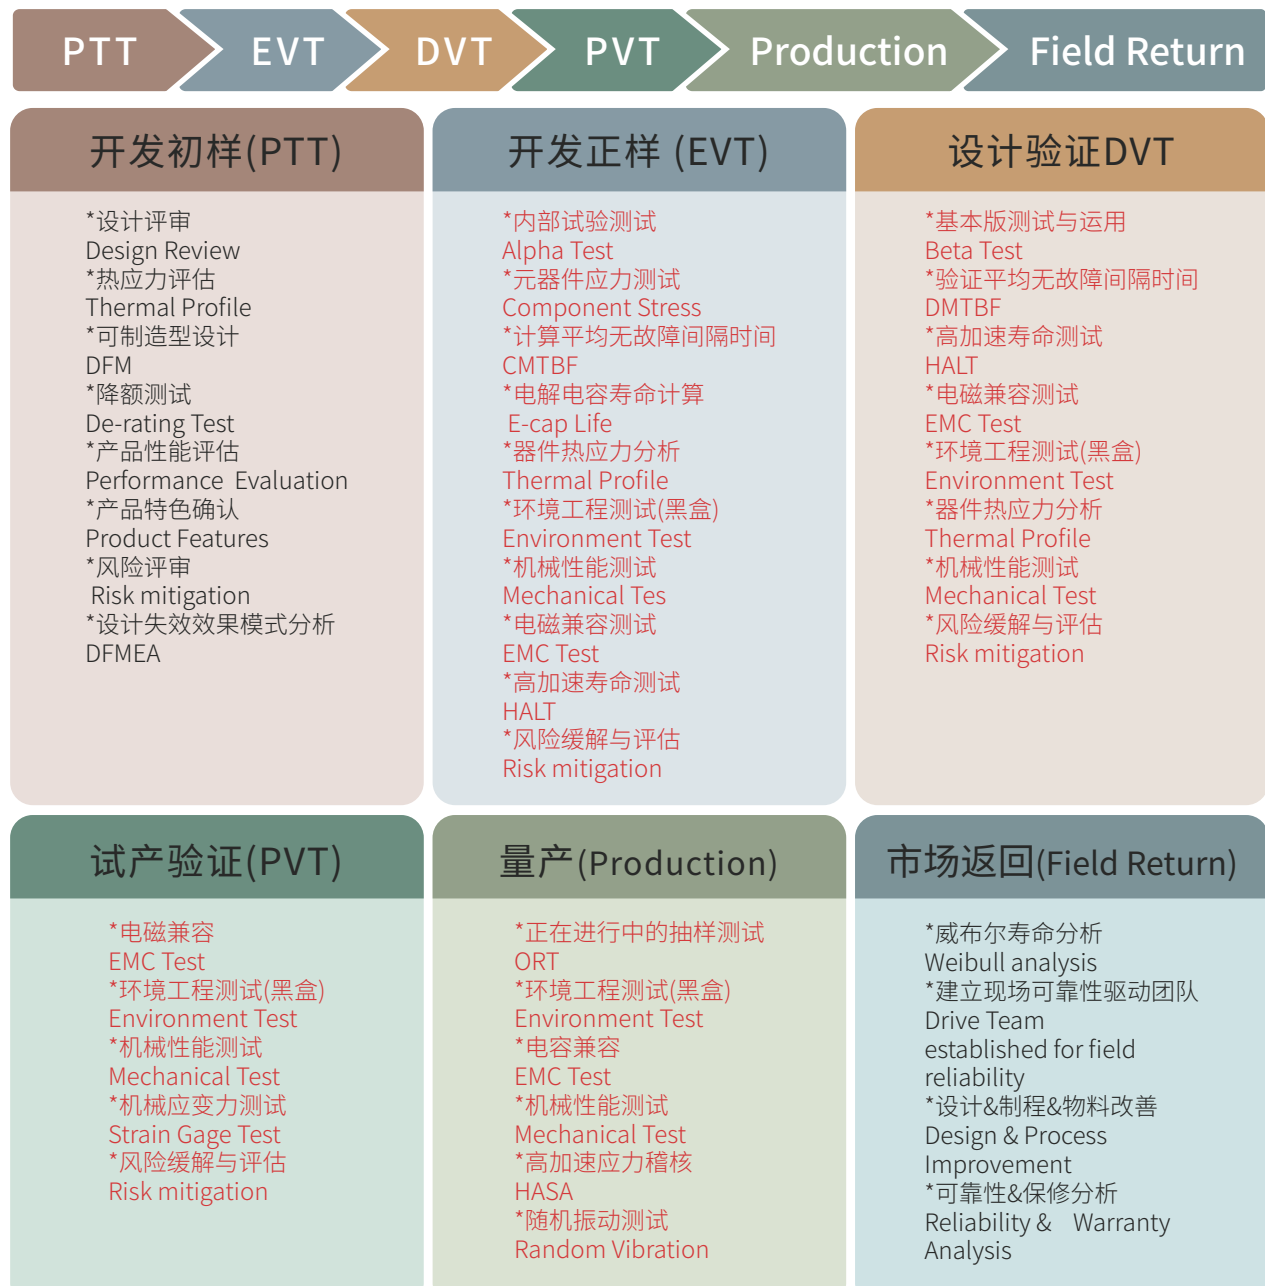 PTT
EVT
DVT
PVT
Production
Field Return
开发初样(PTT)
*设计评审
Design Review
*热应力评估
Thermal Profile
*可制造型设计
DFM
*降额测试
De-rating Test
*产品性能评估
Performance Evaluation
*产品特色确认
Product Features
*风险评审
Risk mitigation
*设计失效效果模式分析
DFMEA
开发正样 (EVT)
*内部试验测试
Alpha Test
*元器件应力测试
Component Stress
*计算平均无故障间隔时间
CMTBF
*电解电容寿命计算
E-cap Life
*器件热应力分析
Thermal Profile
*环境工程测试(黑盒)
Environment Test
*机械性能测试
Mechanical Tes
*电磁兼容测试
EMC Test
*高加速寿命测试
HALT
*风险缓解与评估
Risk mitigation
设计验证DVT
*基本版测试与运用
Beta Test
*验证平均无故障间隔时间
DMTBF
*高加速寿命测试
HALT
*电磁兼容测试
EMC Test
*环境工程测试(黑盒)
Environment Test
*器件热应力分析
Thermal Profile
*机械性能测试
Mechanical Test
*风险缓解与评估
Risk mitigation
试产验证(PVT)
*电磁兼容
EMC Test
*环境工程测试(黑盒)
Environment Test
*机械性能测试
Mechanical Test
*机械应变力测试
Strain Gage Test
*风险缓解与评估
Risk mitigation
量产(Production)
*正在进行中的抽样测试
ORT
*环境工程测试(黑盒)
Environment Test
*电容兼容
EMC Test
*机械性能测试
Mechanical Test
*高加速应力稽核
HASA
*随机振动测试
Random Vibration
市场返回(Field Return)
*威布尔寿命分析
Weibull analysis
*建立现场可靠性驱动团队
Drive Team
established for field
reliability
*设计&制程&物料改善
Design & Process
Improvement
*可靠性&保修分析
Reliability & Warranty
Analysis